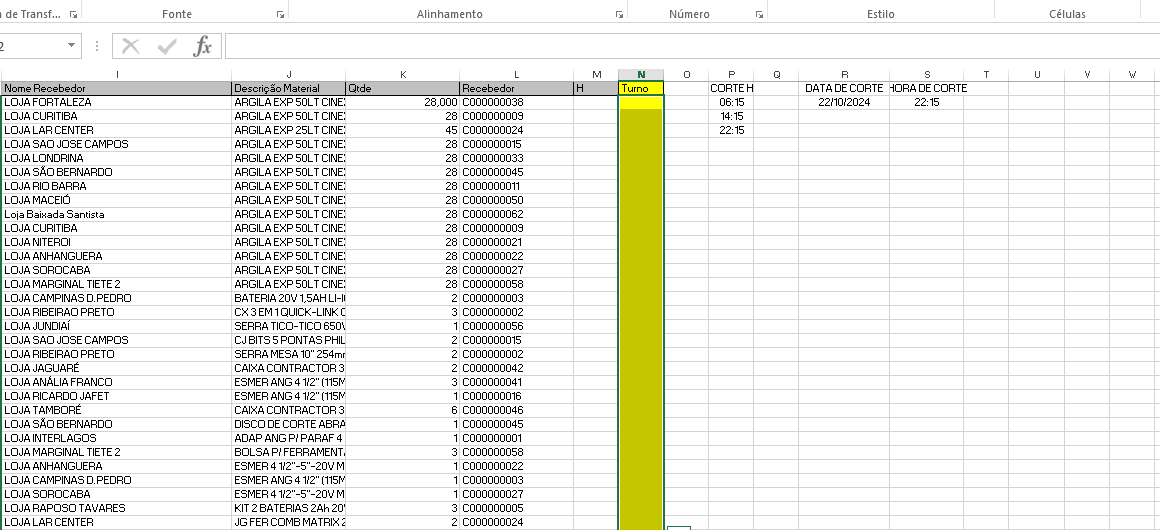 de Transf... Fonte Alinhamento Número Estilo Células
2 fx
I J K L M N O P Q R S T U V W
Nome Recebedor Descrição Material Qtde Recebedor H Turno CORTE H DATA DE CORTE HORA DE CORTE
LOJA FORTALEZA ARGILA EXP 50LT CINEX 28,000 C000000038 06:15 22/10/2024 22:15
LOJA CURITIBA ARGILA EXP 50LT CINEX 28 C000000009 14:15
LOJA LAR CENTER ARGILA EXP 25LT CINEX 45 C000000024 22:15
LOJA SAO JOSE CAMPOS ARGILA EXP 50LT CINEX 28 C000000015
LOJA LONDRINA ARGILA EXP 50LT CINEX 28 C000000033
LOJA SÃO BERNARDO ARGILA EXP 50LT CINEX 28 C000000045
LOJA RIO BARRA ARGILA EXP 50LT CINEX 28 C000000011
LOJA MACEIÓ ARGILA EXP 50LT CINEX 28 C000000050
Loja Baixada Santista ARGILA EXP 50LT CINEX 28 C000000062
LOJA CURITIBA ARGILA EXP 50LT CINEX 28 C000000009
LOJA NITEROI ARGILA EXP 50LT CINEX 28 C000000021
LOJA ANHANGUERA ARGILA EXP 50LT CINEX 28 C000000022
LOJA SOROCABA ARGILA EXP 50LT CINEX 28 C000000027
LOJA MARGINAL TIETE 2 ARGILA EXP 50LT CINEX 28 C000000058
LOJA CAMPINAS D.PEDRO BATERIA 20V 1,5AH LI-I 2 C000000003
LOJA RIBEIRAO PRETO CX 3 EM 1 QUICK-LINK 3 C000000002
LOJA JUNDIAÍ SERRA TICO-TICO 650V 1 C000000056
LOJA SAO JOSE CAMPOS CJ BITS 5 PONTAS PHIL 2 C000000015
LOJA RIBEIRAO PRETO SERRA MESA 10" 254mm 2 C000000002
LOJA JAGUARÉ CAIXA CONTRACTOR 3 2 C000000042
LOJA ANÁLIA FRANCO ESMER ANG 4 1/2" (115M 3 C000000041
LOJA RICARDO JAFET ESMER ANG 4 1/2" (115M 1 C000000016
LOJA TAMBORÉ CAIXA CONTRACTOR 3 6 C000000046
LOJA SÃO BERNARDO DISCO DE CORTE ABRA 1 C000000045
LOJA INTERLAGOS ADAP ANG P/ PARAF 4 1 C000000001
LOJA MARGINAL TIETE 2 BOLSA P/ FERRAMENTA 3 C000000058
LOJA ANHANGUERA ESMER 4 1/2"-5"-20V M 1 C000000022
LOJA CAMPINAS D.PEDRO ESMER ANG 4 1/2" (115M 1 C000000003
LOJA SOROCABA ESMER 4 1/2"-5"-20V M 1 C000000027
LOJA RAPOSO TAVARES KIT 2 BATERIAS 2Ah 20 3 C000000005
LOJA LAR CENTER JG FER COMB MATRIX 2 2 C000000024